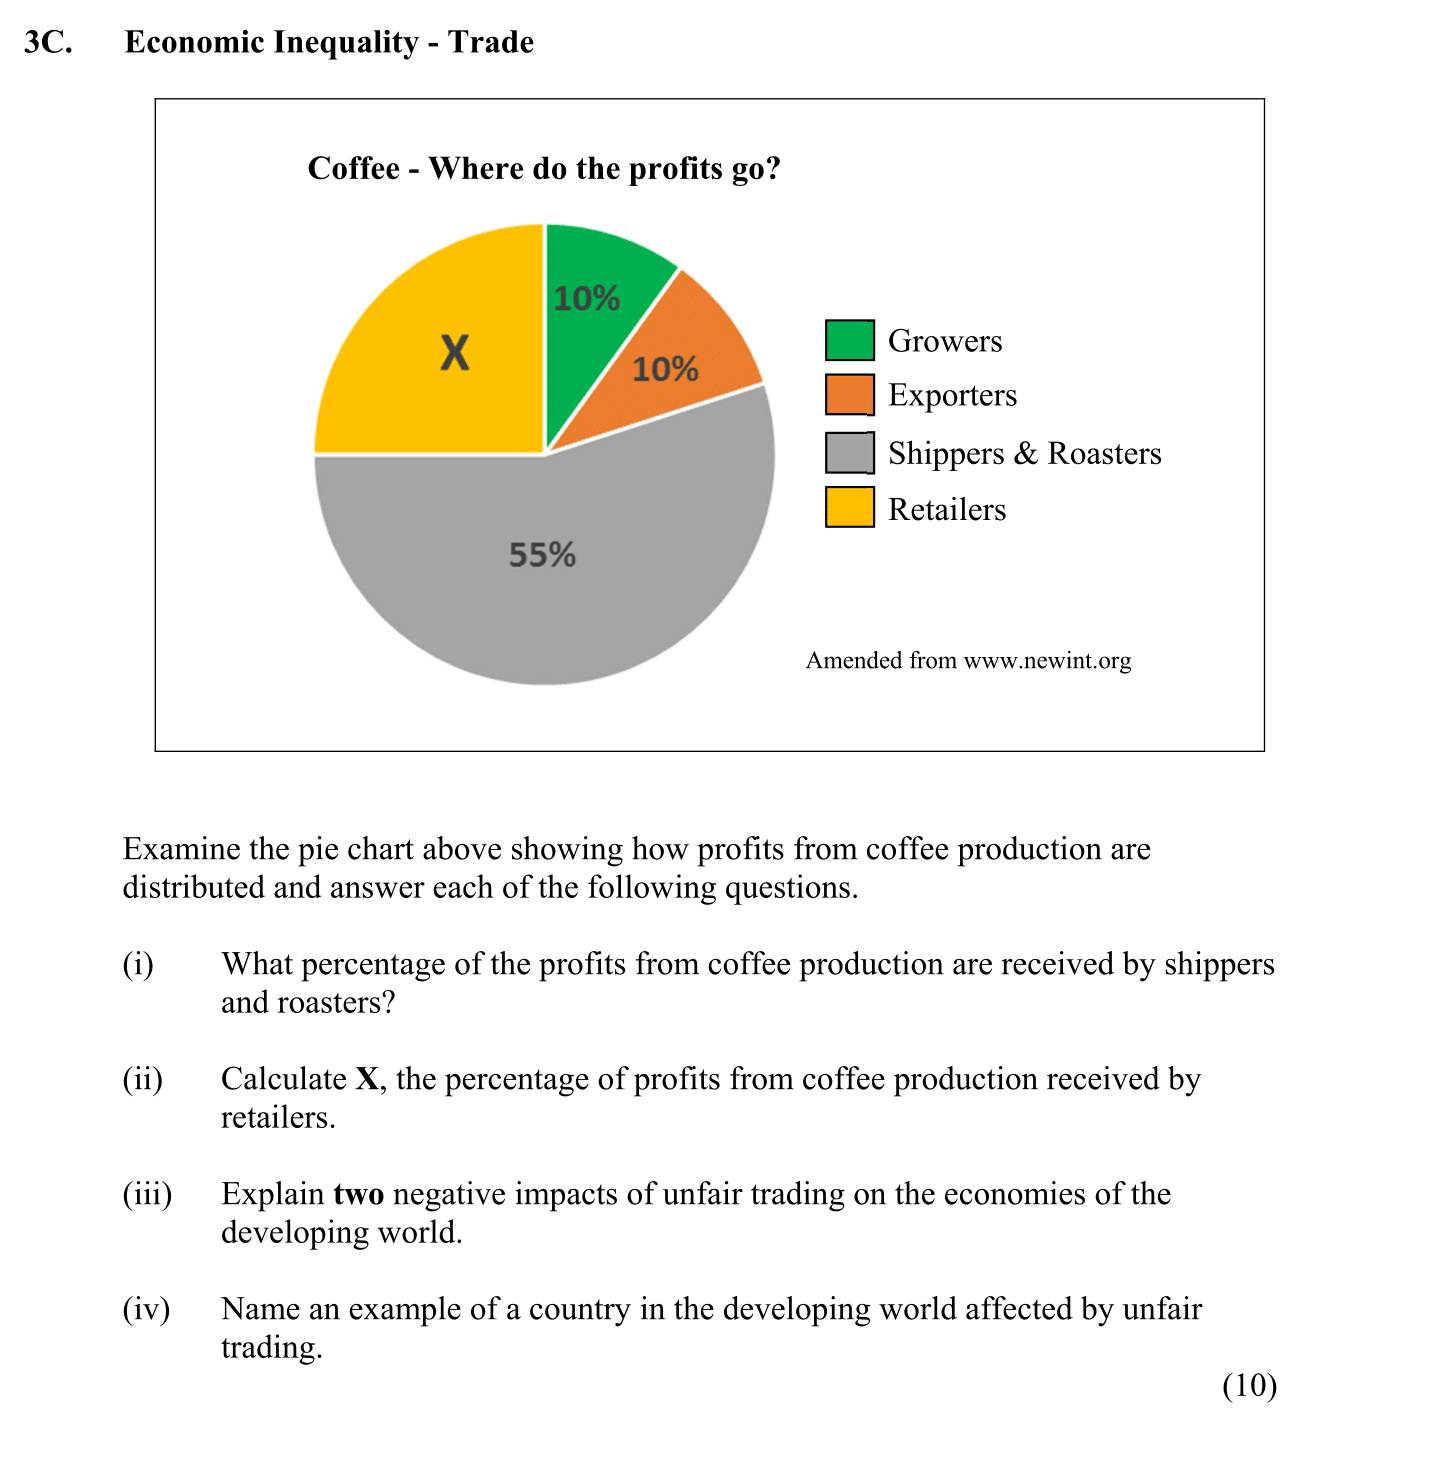 3C. Economic Inequality - Trade
Coffee - Where do the profits go?
10%
X
10%
55%
Growers
Exporters
Shippers & Roasters
Retailers
Amended from www.newint.org
Examine the pie chart above showing how profits from coffee production are
distributed and answer each of the following questions.
(i) What percentage of the profits from coffee production are received by shippers
and roasters?
(ii) Calculate X, the percentage of profits from coffee production received by
retailers.
(iii) Explain two negative impacts of unfair trading on the economies of the
developing world.
(iv) Name an example of a country in the developing world affected by unfair
trading.
(10)